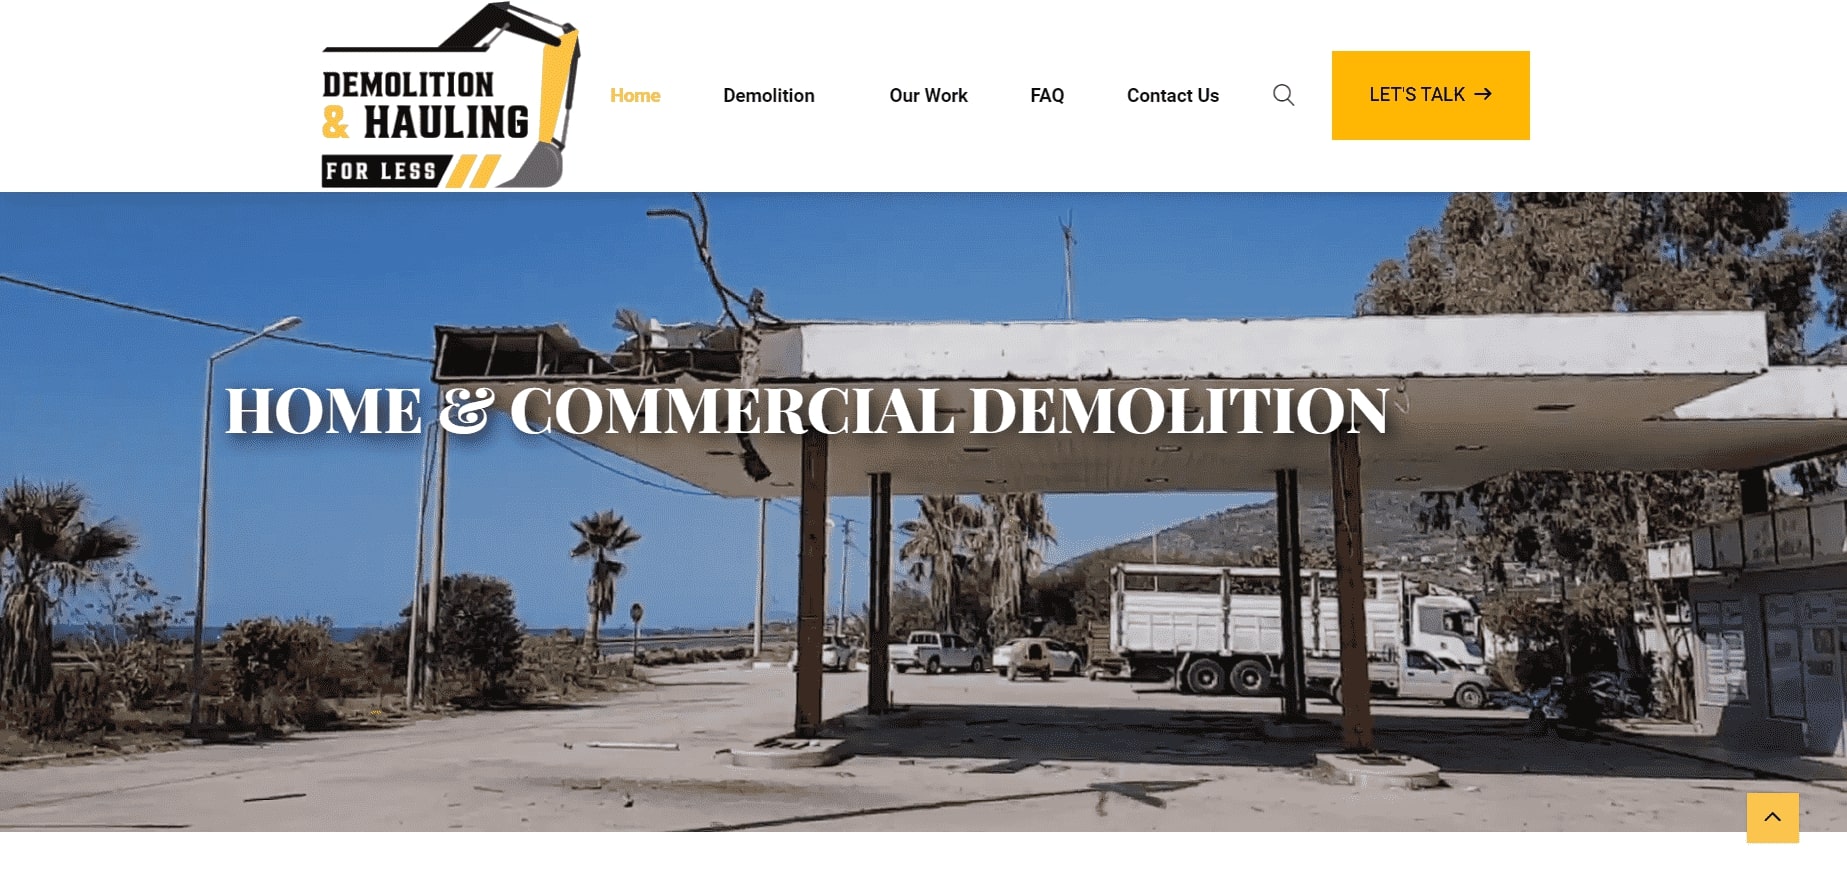 DEMOLITION
& HAULING
FOR LESS
Home
Demolition
Our Work
FAQ
Contact Us
LET'S TALK →
HOME & COMMERCIAL DEMOLITION